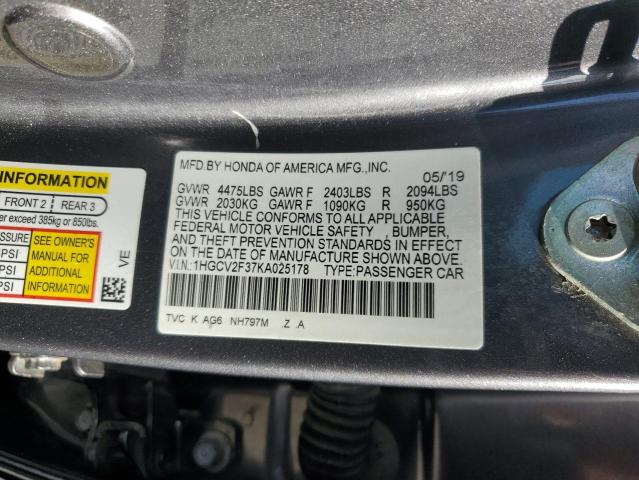 MFD.BY HONDA OF AMERICA MFG.,INC.
05/'19
GVWR 4475LBS GAWR F 2403LBS R 2094LBS
GVWR 2030KG GAWR F 1090KG R 950KG
THIS VEHICLE CONFORMS TO ALL APPLICABLE
FEDERAL MOTOR VEHICLE SAFETY , BUMPER,
AND THEFT PREVENTION STANDARDS IN EFFECT
ON THE DATE OF MANUFACTURE SHOWN ABOVE.
V.I.N.: 1HGCV2F37KA025178 TYPE:PASSENGER CAR
TVC K AG6 NH797M .Z .A
INFORMATION
FRONT 2 REAR 3
er exceed 385kg or 850lbs.
SSURE
PSI
PSI
SEE OWNER'S
MANUAL FOR
ADDITIONAL
INFORMATION
VE